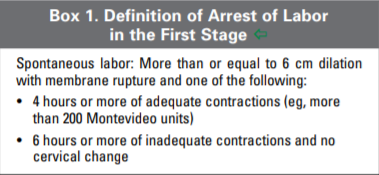 Box 1. Definition of Arrest of Labor
in the First Stage ⇦
Spontaneous labor: More than or equal to 6 cm dilation
with membrane rupture and one of the following:
• 4 hours or more of adequate contractions (eg, more
than 200 Montevideo units)
• 6 hours or more of inadequate contractions and no
cervical change